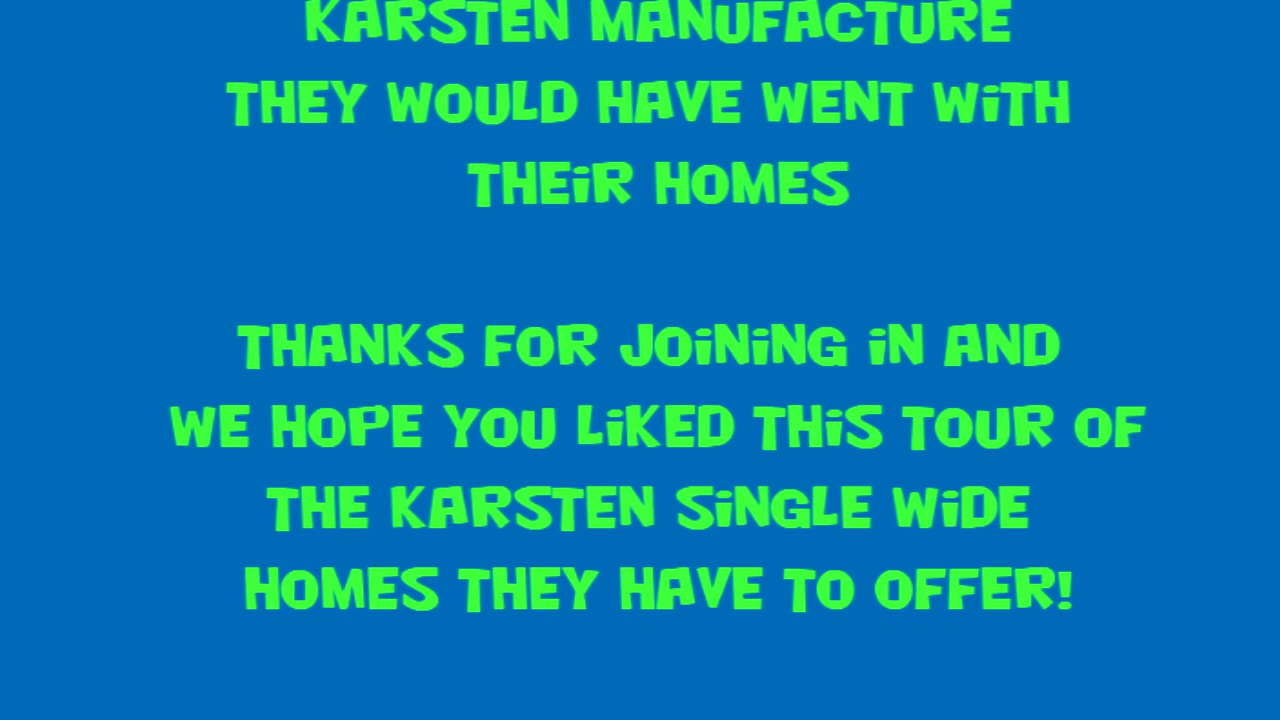 KARSTEN MANUFACTURE
THEY WOULD HAVE WENT WiTH
THEiR HOMES
THANKS FOR JOiNiNG iN AND
WE HOPE YOU LiKED THiS TOUR OF
THE KARSTEN SiNGLE WiDE
HOMES THEY HAVE TO OFFER!